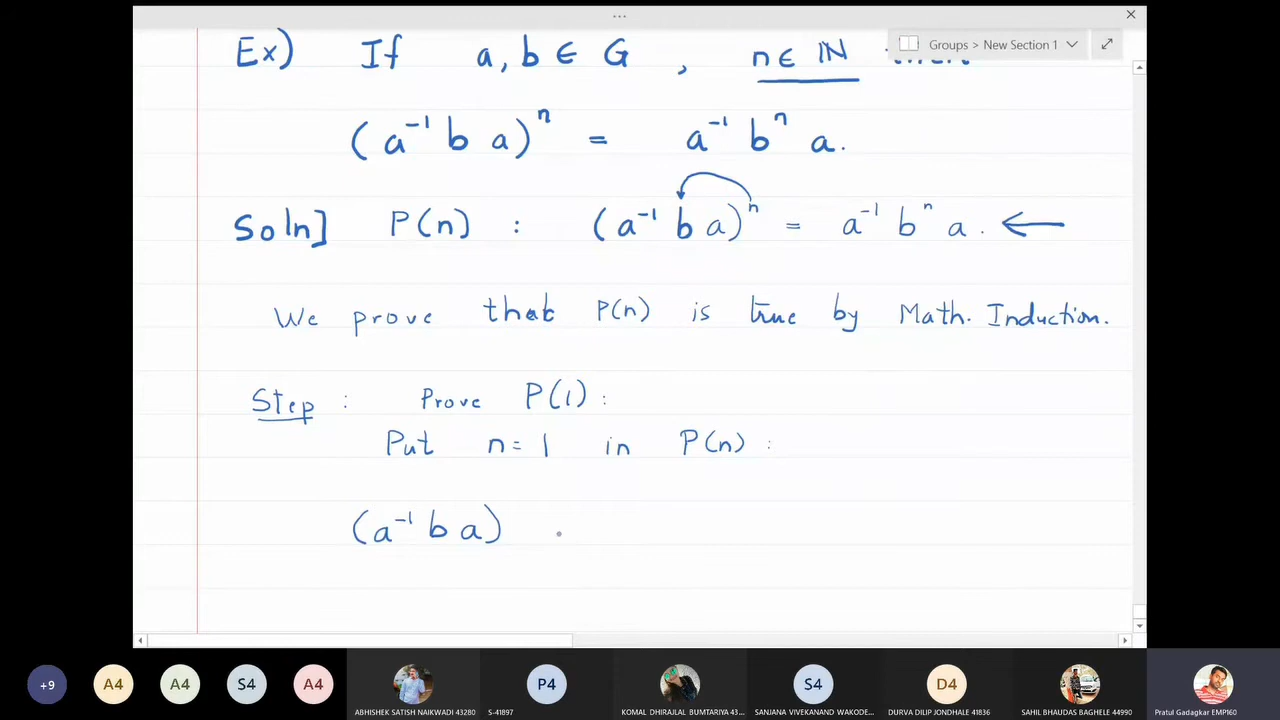 Ex) If a, b ∈ G , n ∈ ℕ then
Groups > New Section 1
(a⁻¹ b a)ⁿ = a⁻¹ bⁿ a.
Soln] P(n) : (a⁻¹ b a)ⁿ = a⁻¹ bⁿ a. ←
We prove that P(n) is true by Math. Induction.
Step : Prove P(1) :
Put n = 1 in P(n) :
(a⁻¹ b a)
+9 A4 A4 S4 A4 P4 S4 D4
ABHISHEK SATISH NAIKWADI 43280 S-41897 KOMAL DHIRAJLAL BUMTARIYA 43... SANJANA VIVEKANAND WAKODE... DURVA DILIP JONDHALE 41836 SAHIL BHAUDAS BAGHELE 44990 Pratul Gadagkar EMP160